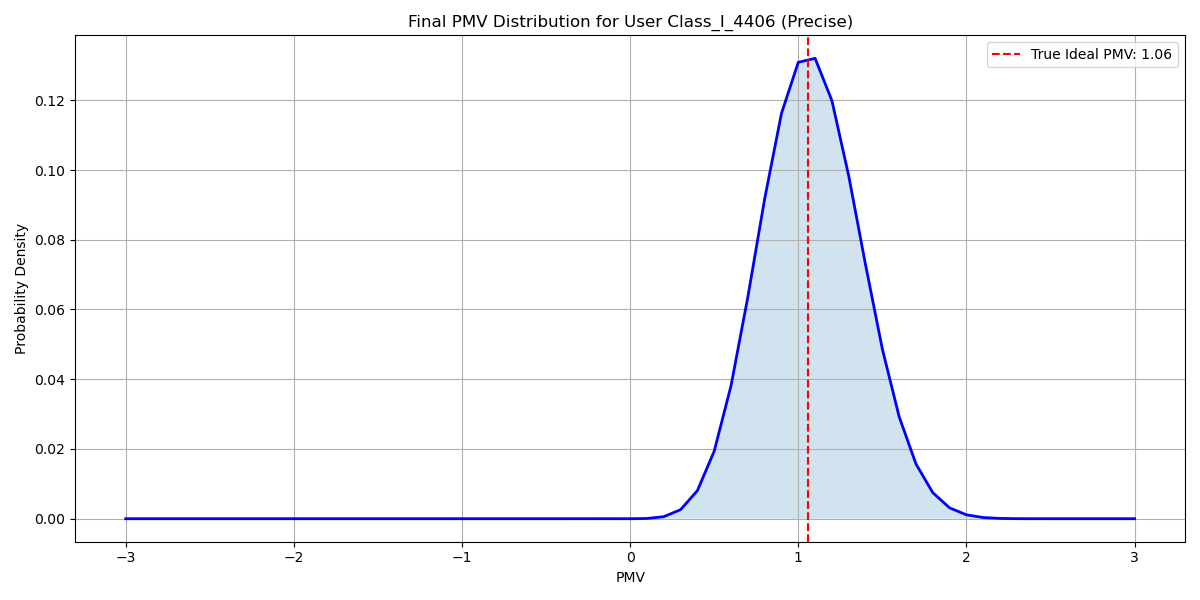 Final PMV Distribution for User Class_I_4406 (Precise)
True Ideal PMV: 1.06
Probability Density
0.12
0.10
0.08
0.06
0.04
0.02
0.00
−3 −2 −1 0 1 2 3
PMV